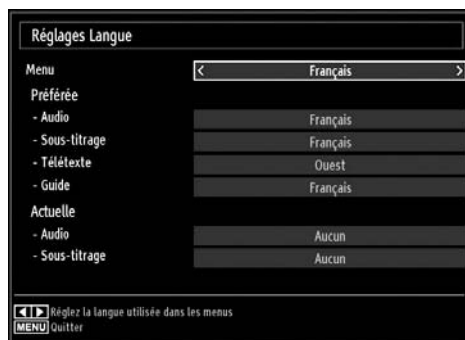 Réglages Langue
Menu < Français >
Préférée
- Audio Français
- Sous-titrage Français
- Télétexte Ouest
- Guide Français
Actuelle
- Audio Aucun
- Sous-titrage Aucun
Réglez la langue utilisée dans les menus
MENU Quitter